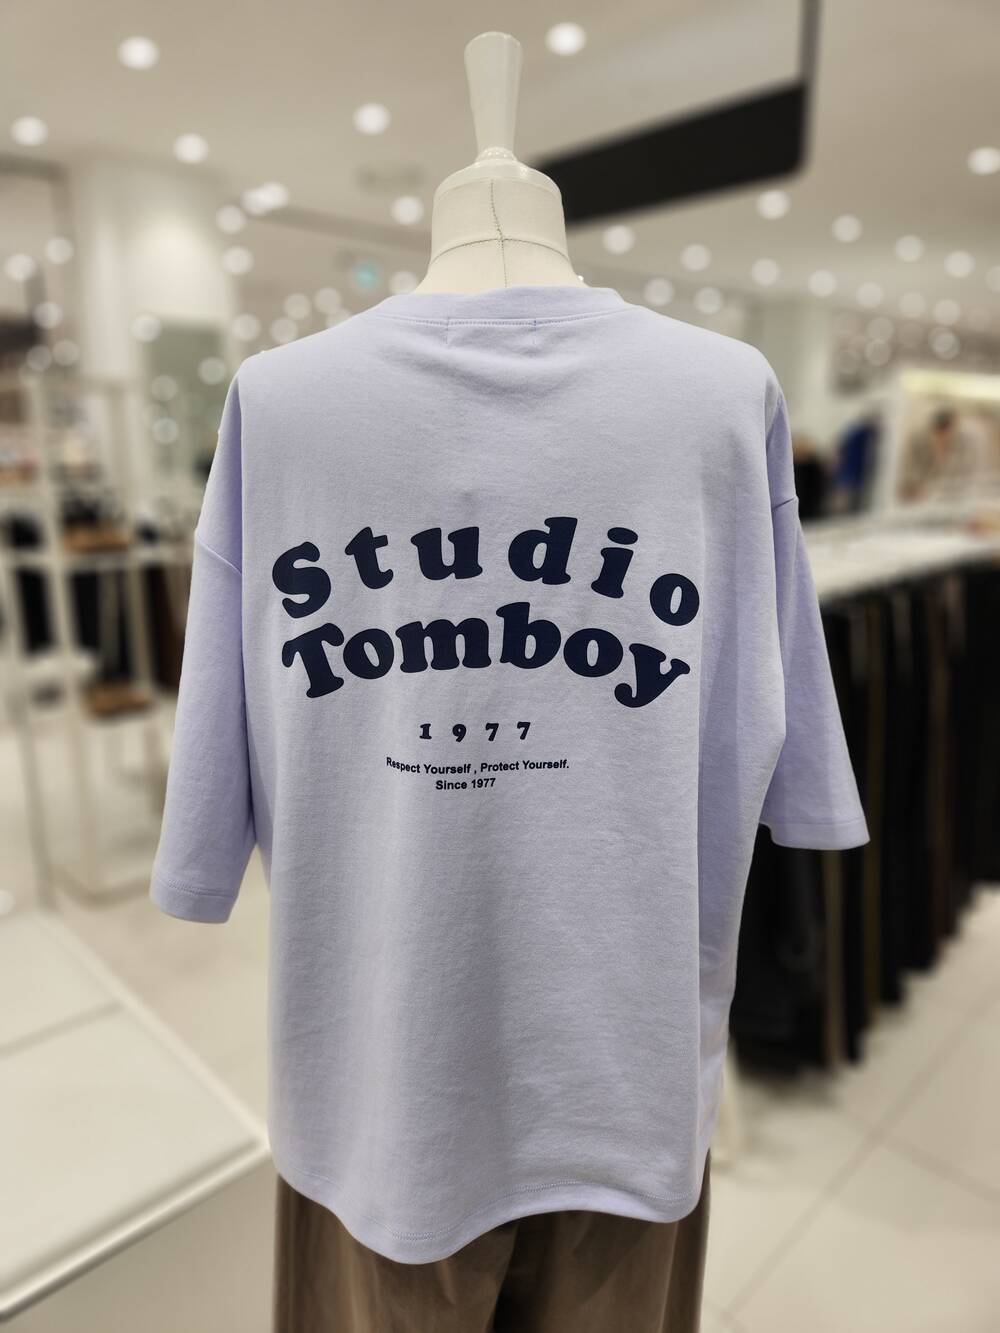 Studio
Tomboy
1977
Respect Yourself , Protect Yourself.
Since 1977